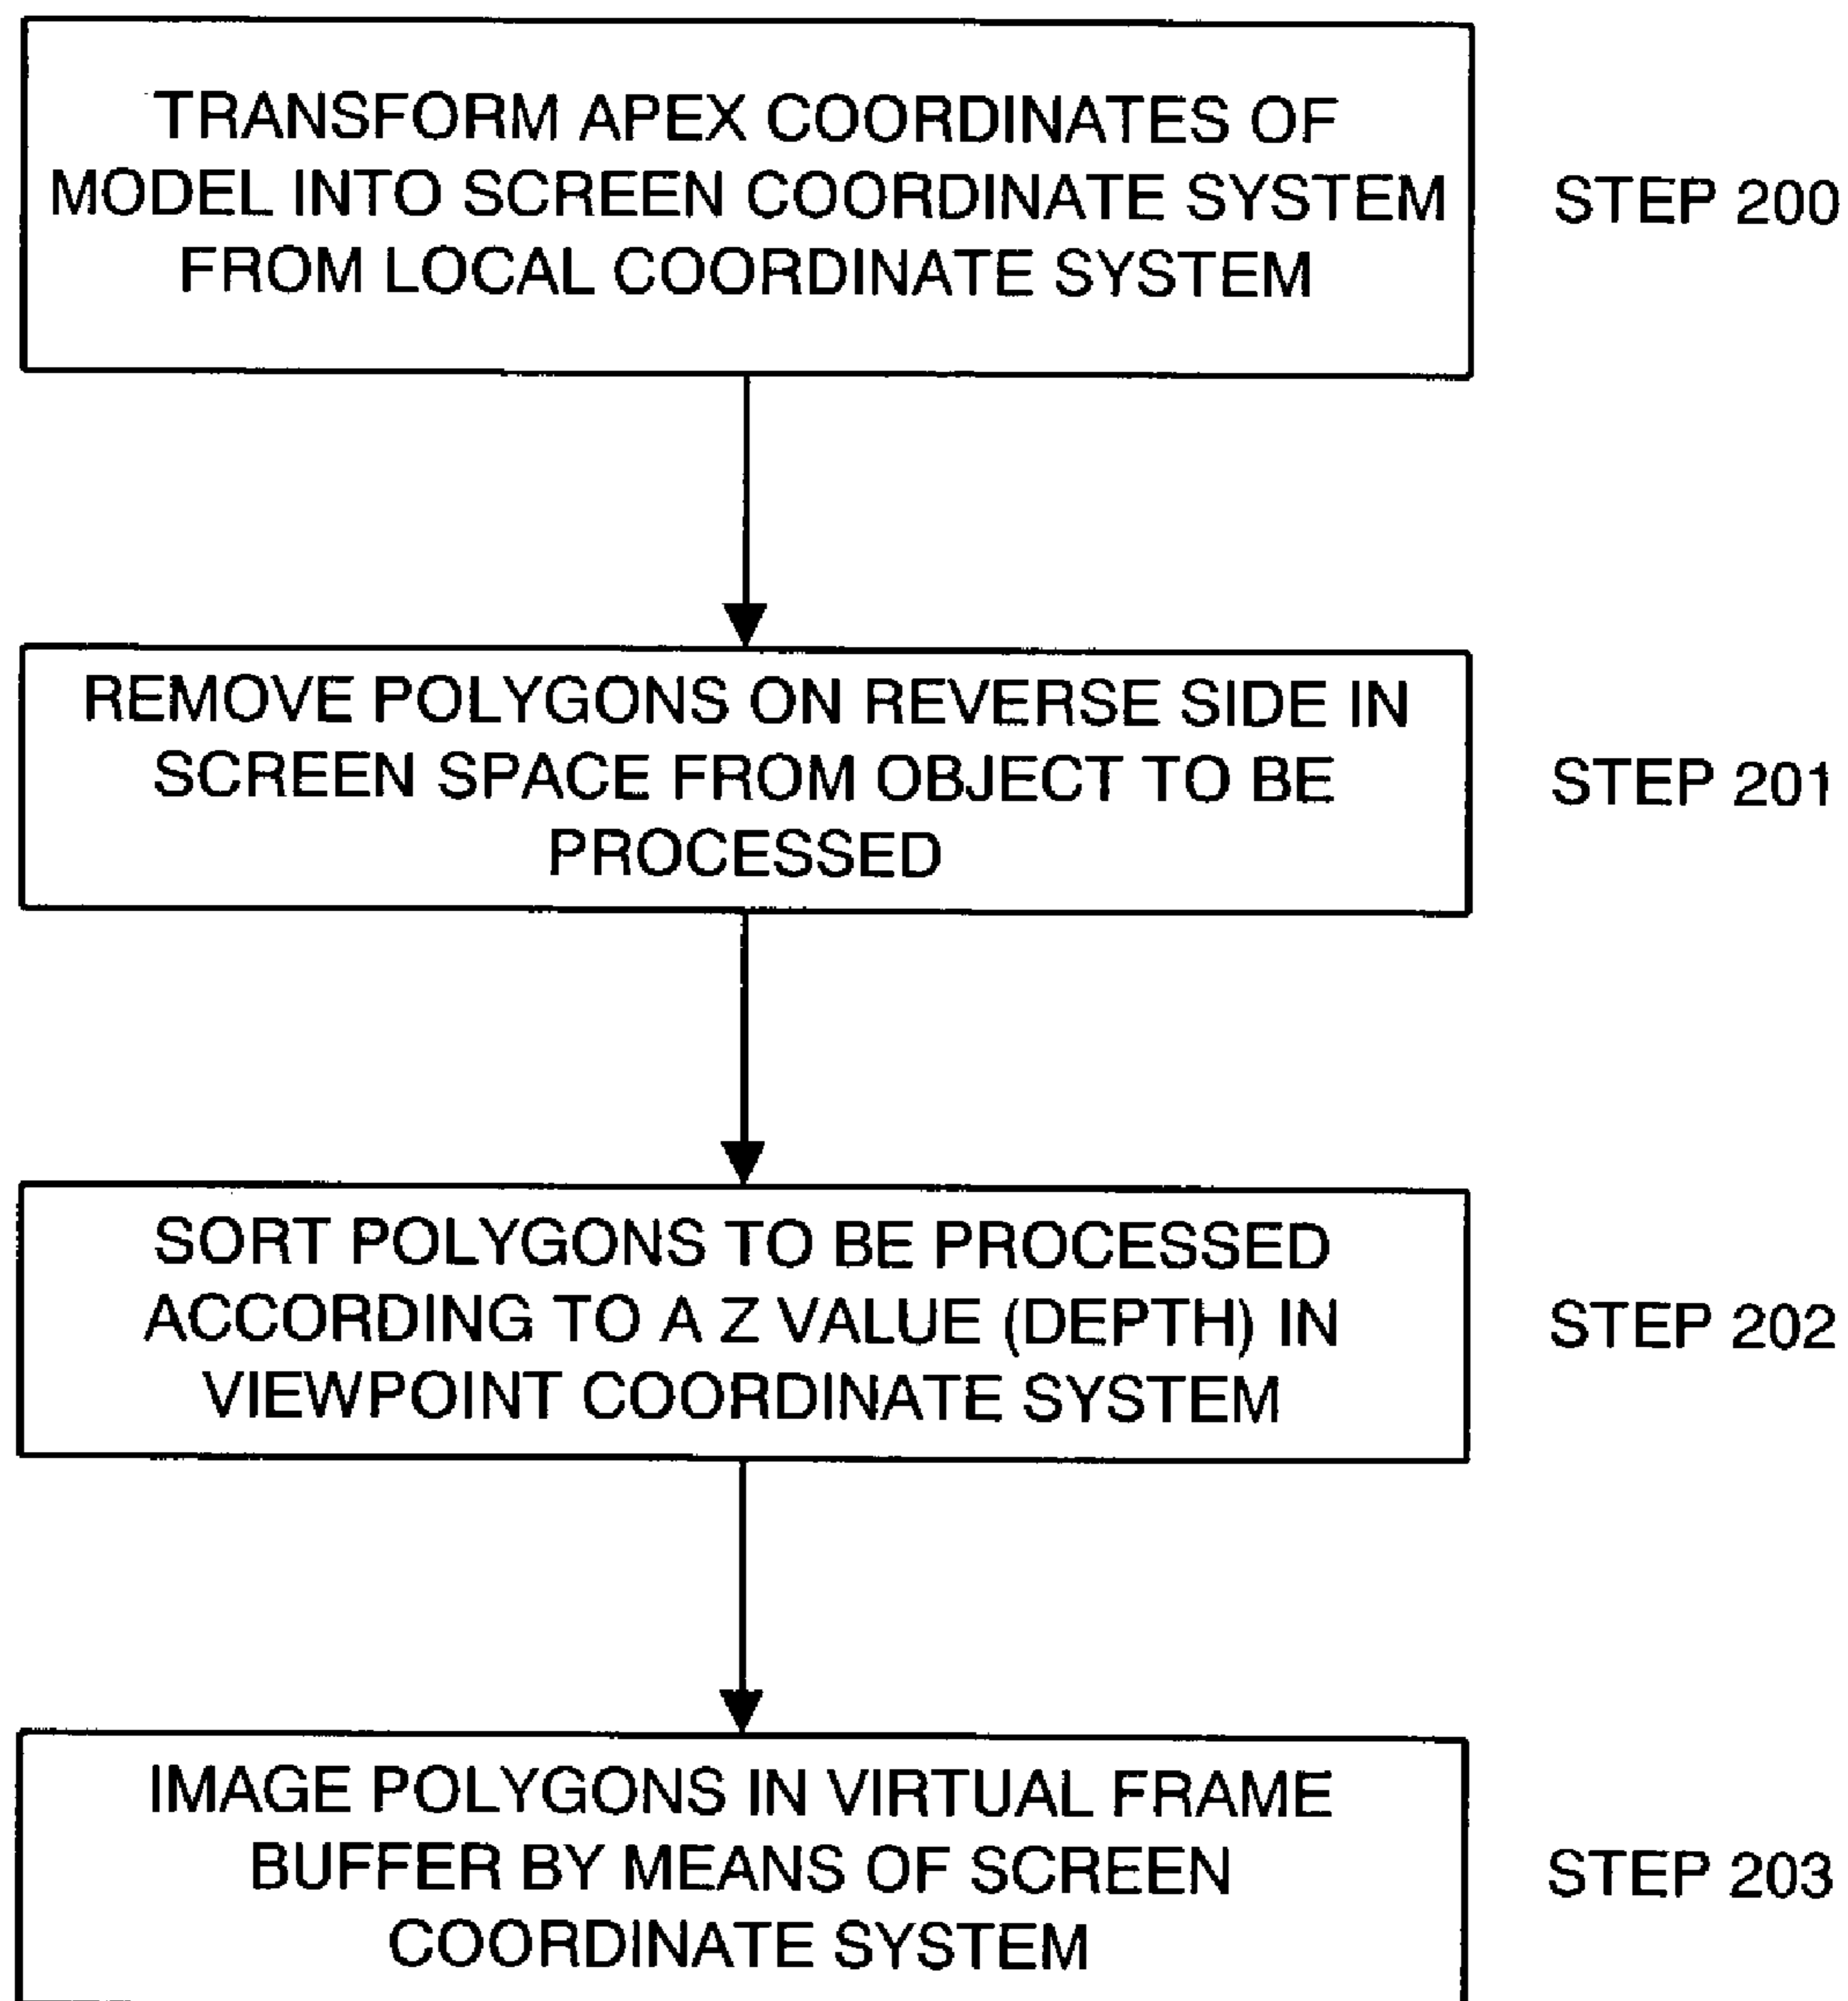 TRANSFORM APEX COORDINATES OF
MODEL INTO SCREEN COORDINATE SYSTEM
FROM LOCAL COORDINATE SYSTEM
STEP 200
REMOVE POLYGONS ON REVERSE SIDE IN
SCREEN SPACE FROM OBJECT TO BE
PROCESSED
STEP 201
SORT POLYGONS TO BE PROCESSED
ACCORDING TO A Z VALUE (DEPTH) IN
VIEWPOINT COORDINATE SYSTEM
STEP 202
IMAGE POLYGONS IN VIRTUAL FRAME
BUFFER BY MEANS OF SCREEN
COORDINATE SYSTEM
STEP 203